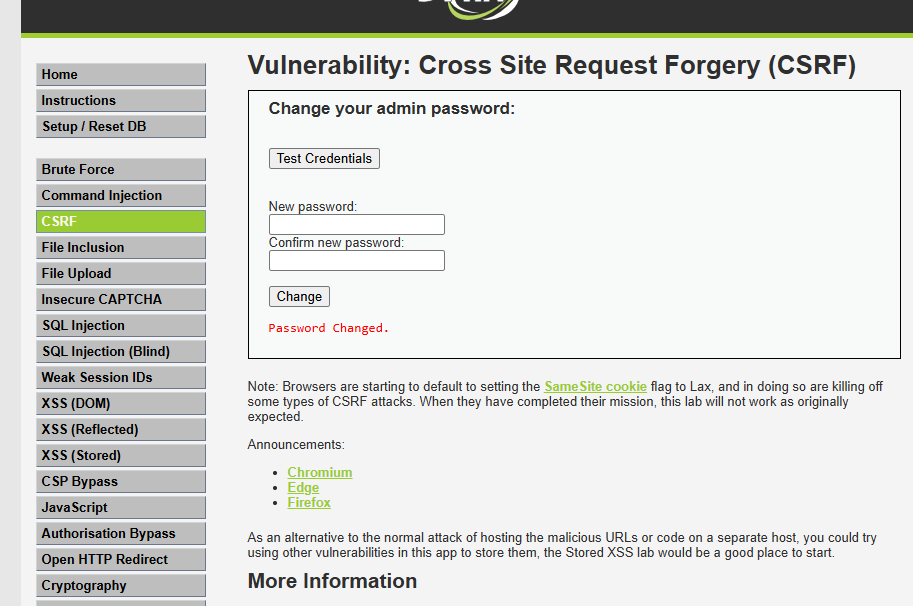 Home
Instructions
Setup / Reset DB
Brute Force
Command Injection
CSRF
File Inclusion
File Upload
Insecure CAPTCHA
SQL Injection
SQL Injection (Blind)
Weak Session IDs
XSS (DOM)
XSS (Reflected)
XSS (Stored)
CSP Bypass
JavaScript
Authorisation Bypass
Open HTTP Redirect
Cryptography
Vulnerability: Cross Site Request Forgery (CSRF)
Change your admin password:
Test Credentials
New password:
Confirm new password:
Change
Password Changed.
Note: Browsers are starting to default to setting the SameSite cookie flag to Lax, and in doing so are killing off
some types of CSRF attacks. When they have completed their mission, this lab will not work as originally
expected.
Announcements:
• Chromium
• Edge
• Firefox
As an alternative to the normal attack of hosting the malicious URLs or code on a separate host, you could try
using other vulnerabilities in this app to store them, the Stored XSS lab would be a good place to start.
More Information